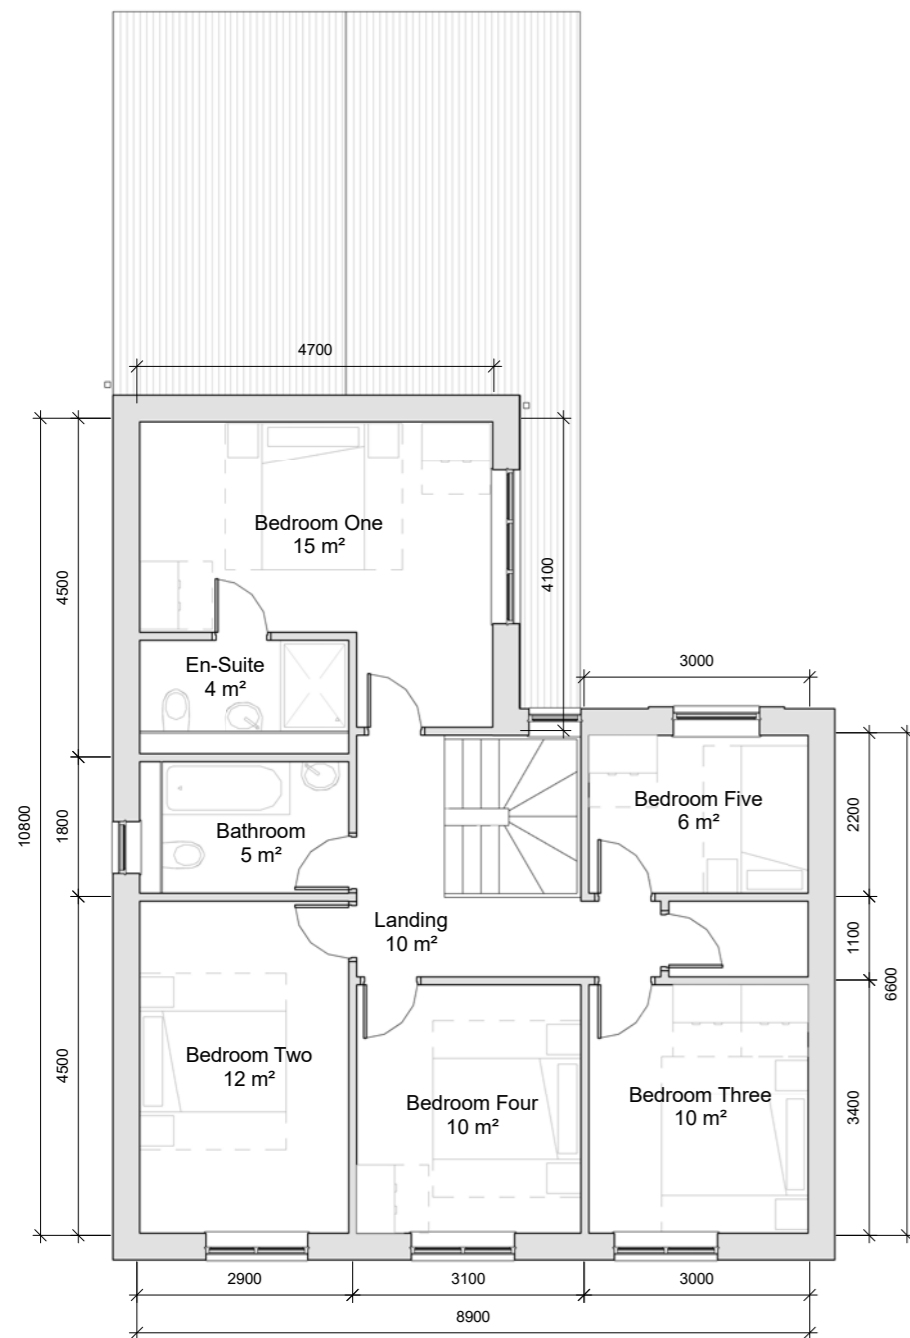 4700
Bedroom One
15 m²
4500
4100
En-Suite
4 m²
3000
10800
1800
Bathroom
5 m²
Bedroom Five
6 m²
2200
Landing
10 m²
1100
6600
4500
Bedroom Two
12 m²
Bedroom Four
10 m²
Bedroom Three
10 m²
3400
2900
3100
3000
8900